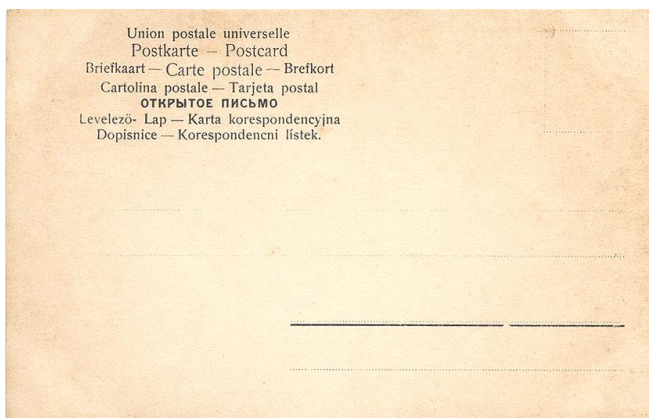 Union postale universelle
Postkarte — Postcard
Briefkaart — Carte postale — Brefkort
Cartolina postale — Tarjeta postal
ОТКРЫТОЕ ПИСЬМО
Levelezö- Lap — Karta korespondencyjna
Dopisnice — Korespondencni lístek.